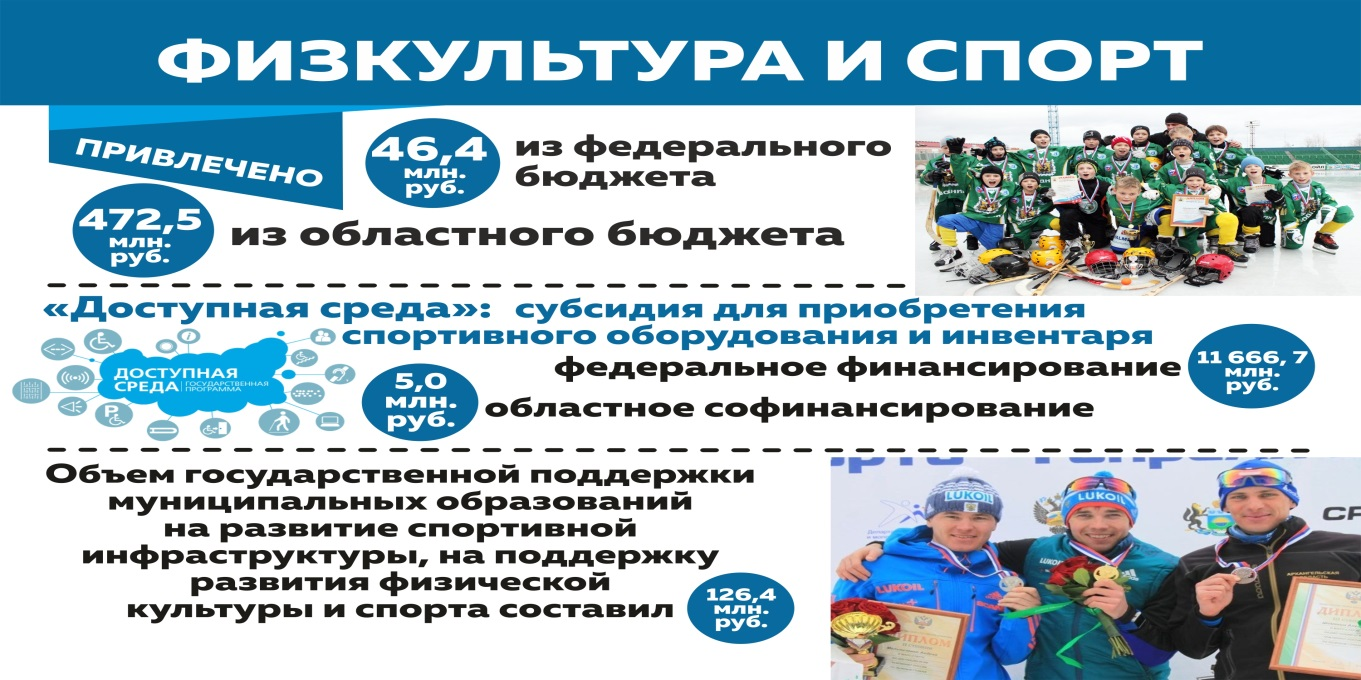 ФИЗКУЛЬТУРА И СПОРТ
ПРИВЛЕЧЕНО
46,4
млн.
руб.
из федерального
бюджета
472,5
млн.
руб.
из областного бюджета
«Доступная среда»: субсидия для приобретения
спортивного оборудования и инвентаря
ДОСТУПНАЯ
СРЕДА
ГОСУДАРСТВЕННАЯ
ПРОГРАММА
федеральное финансирование
11 666, 7
млн.
руб.
5,0
млн.
руб.
областное софинансирование
Объем государственной поддержки
муниципальных образований
на развитие спортивной
инфраструктуры, на поддержку
развития физической
культуры и спорта составил
126,4
млн.
руб.
LUKOIL
LUKOIL
LUKOIL
АРХАНГЕЛЬСКАЯ
ОБЛАСТЬ
ДИПЛОМ